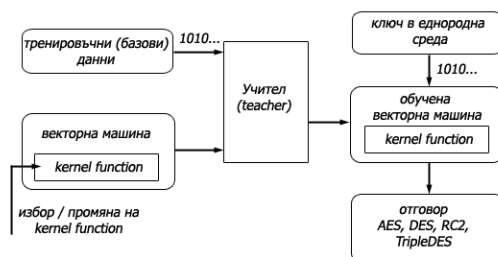 тренировъчни (базови)
данни
1010...
Учител
(teacher)
векторна машина
kernel function
избор / промяна на
kernel function
ключ в еднородна
среда
1010...
обучена
векторна машина
kernel function
отговор
AES, DES, RC2,
TripleDES